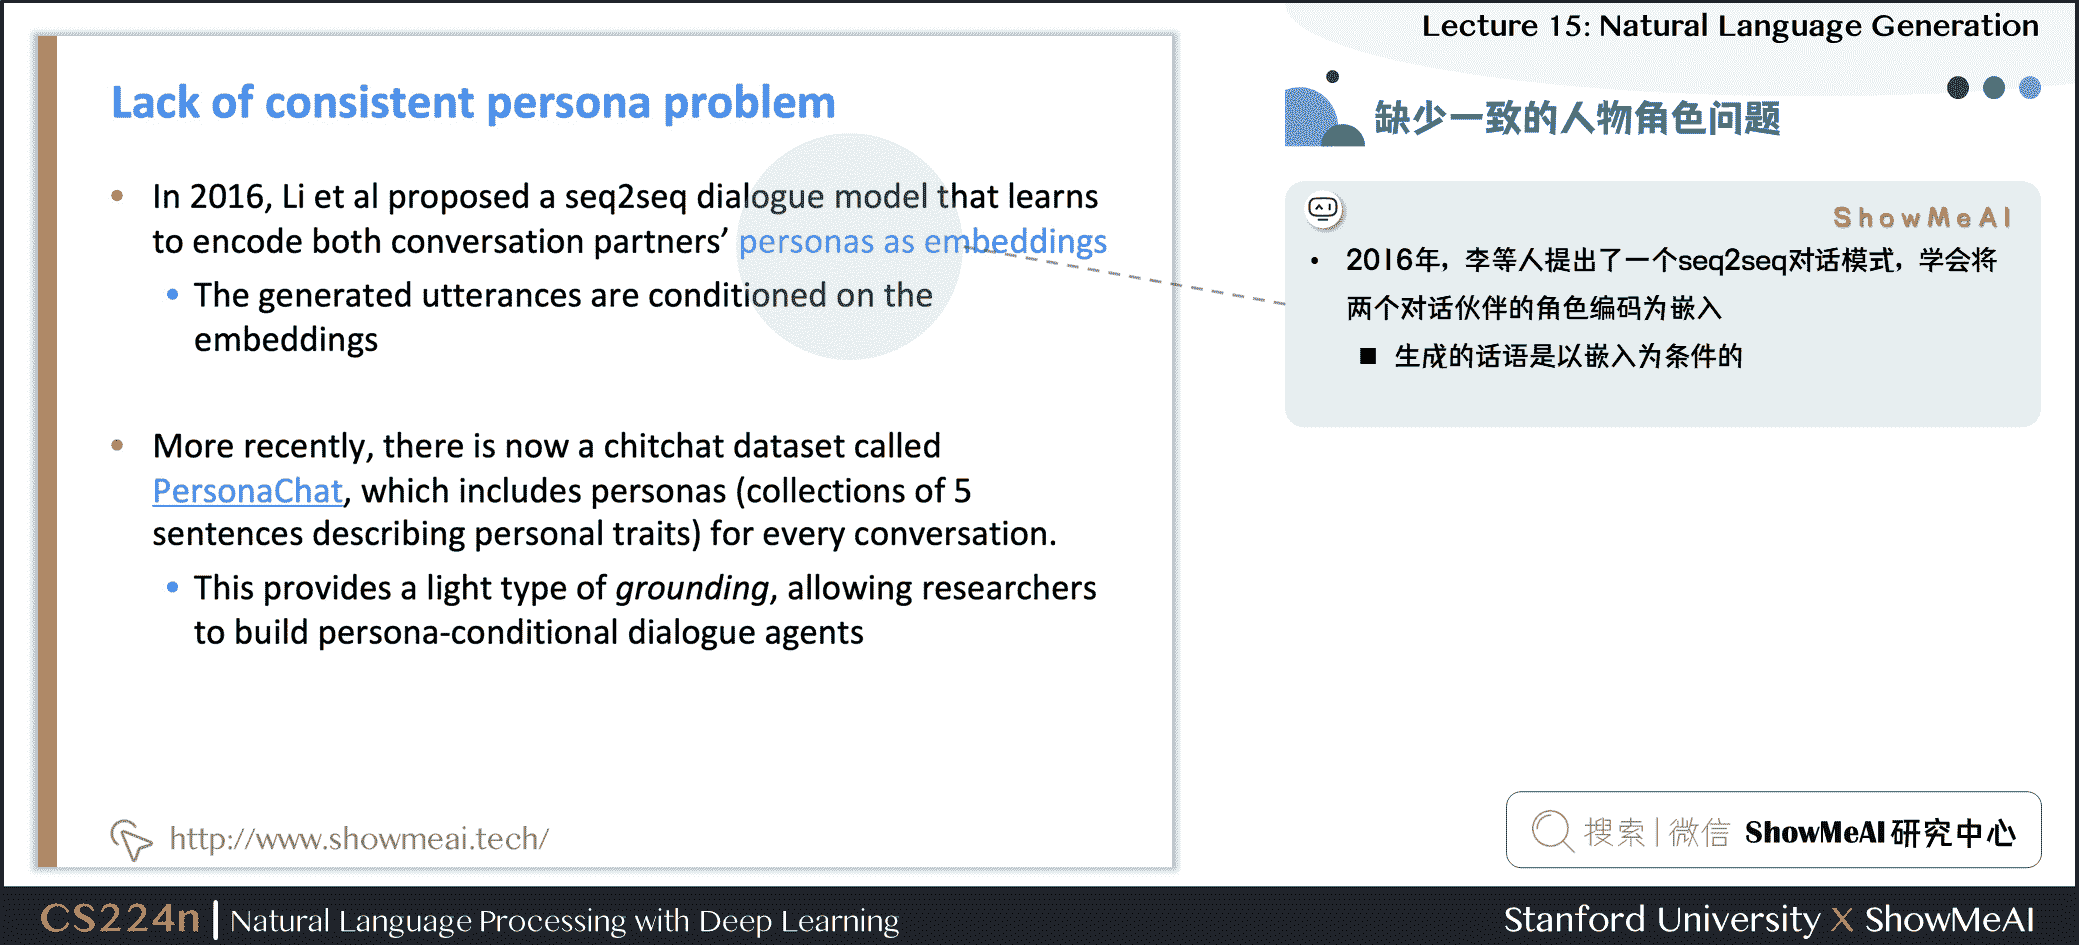 Lecture 15: Natural Language Generation
Lack of consistent persona problem
• In 2016, Li et al proposed a seq2seq dialogue model that learns
to encode both conversation partners’ personas as embeddings
• The generated utterances are conditioned on the
embeddings
• More recently, there is now a chitchat dataset called
PersonaChat, which includes personas (collections of 5
sentences describing personal traits) for every conversation.
• This provides a light type of grounding, allowing researchers
to build persona-conditional dialogue agents
http://www.showmeai.tech/
缺少一致的人物角色问题
ShowMeAI
• 2016年，李等人提出了一个seq2seq对话模式，学会将
两个对话伙伴的角色编码为嵌入
■ 生成的话语是以嵌入为条件的
搜索|微信 ShowMeAI研究中心
CS224n | Natural Language Processing with Deep Learning
Stanford University X ShowMeAI